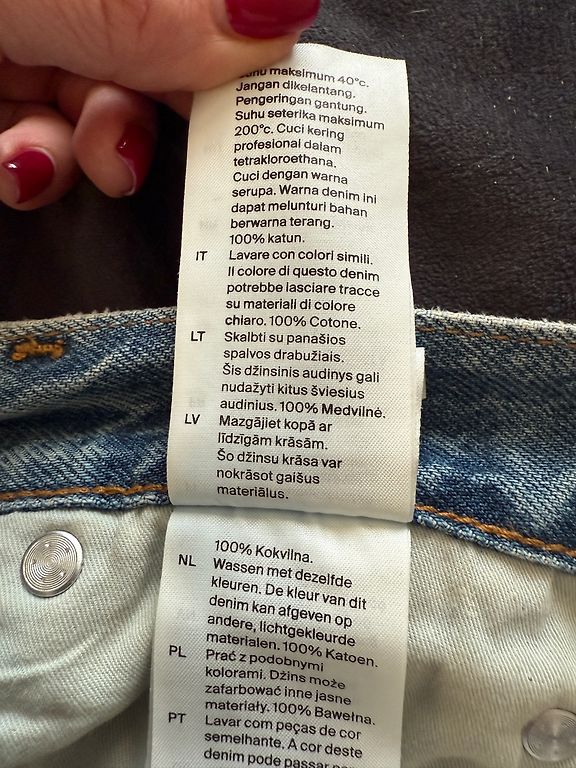 maksimum 40°c.
Jangan dikelantang.
Pengeringan gantung.
Suhu seterika maksimum
200°c. Cuci kering
profesional dalam
tetrakloroethana.
Cuci dengan warna
serupa. Warna denim ini
dapat melunturi bahan
berwarna terang.
100% katun.
IT Lavare con colori simili.
Il colore di questo denim
potrebbe lasciare tracce
su materiali di colore
chiaro. 100% Cotone.
LT Skalbti su panašios
spalvos drabužiais.
Šis džinsinis audinys gali
nudažyti kitus šviesius
audinius. 100% Medvilnė.
LV Mazgājiet kopā ar
līdzīgām krāsām.
Šo džinsu krāsa var
nokrāsot gaišus
materiālus.
100% Kokvilna.
NL Wassen met dezelfde
kleuren. De kleur van dit
denim kan afgeven op
andere, lichtgekleurde
materialen. 100% Katoen.
PL Prać z podobnymi
kolorami. Dżins może
zafarbować inne jasne
materiały. 100% Bawełna.
PT Lavar com peças de cor
semelhante. A cor deste
denim pode passar